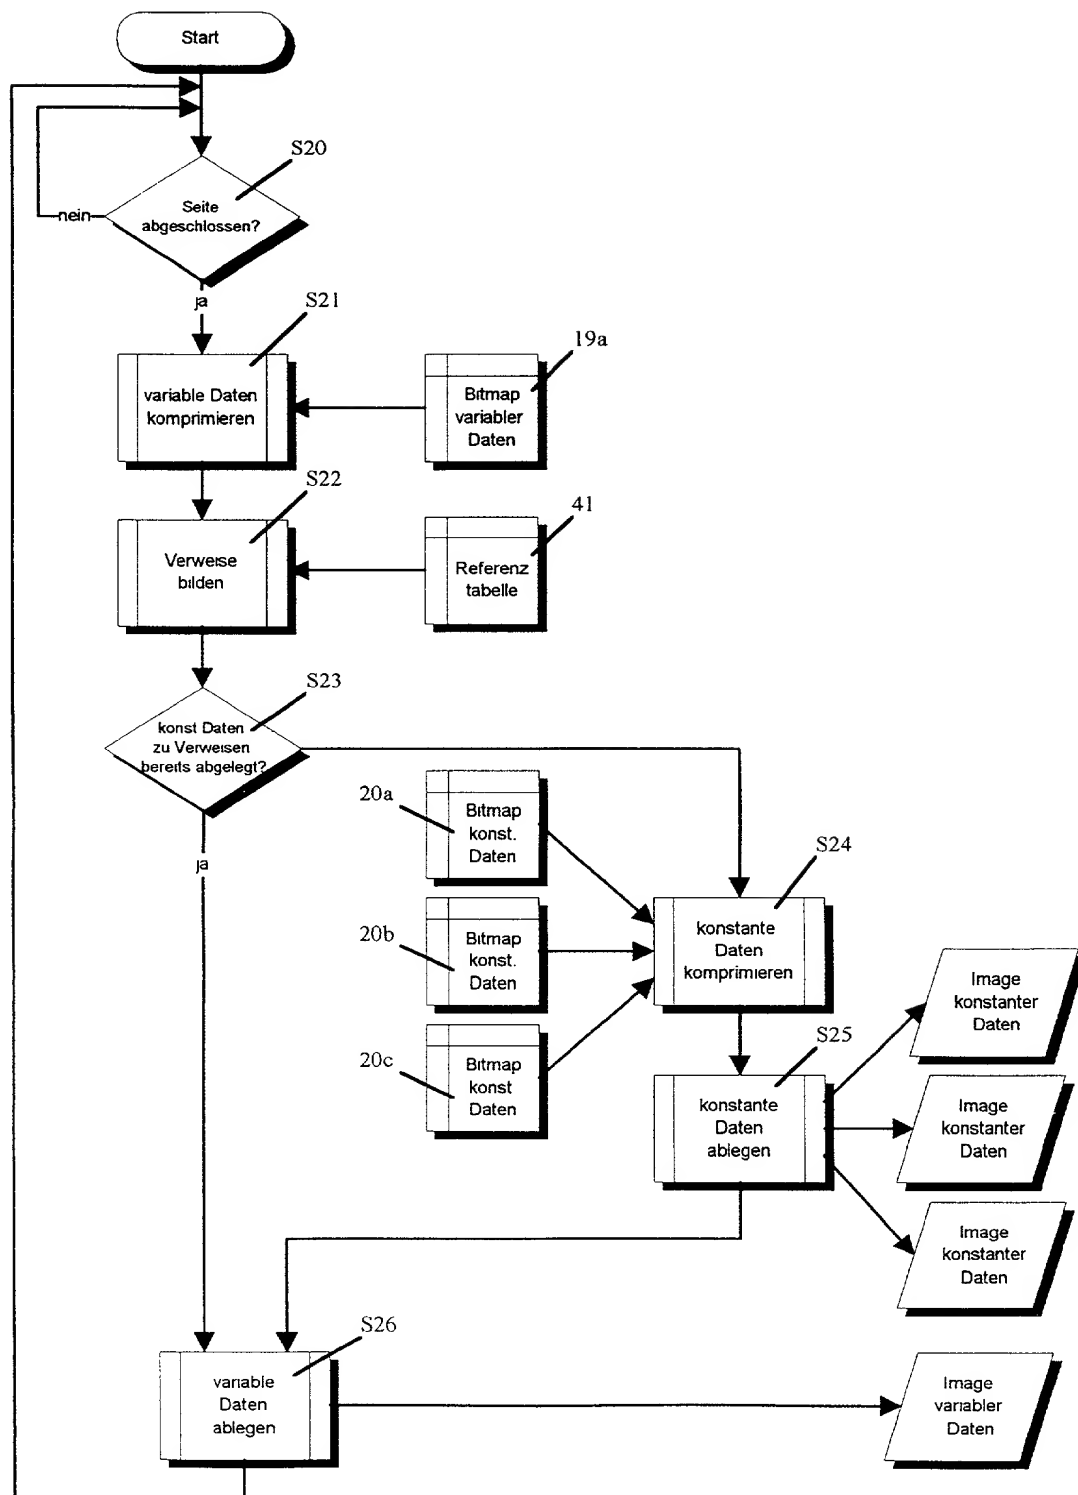 Start
S20
Seite
abgeschlossen?
nein
ja
S21
variable Daten
komprimieren
19a
Bitmap
variabler
Daten
S22
Verweise
bilden
41
Referenz
tabelle
S23
konst Daten
zu Verweisen
bereits abgelegt?
ja
20a
Bitmap
konst.
Daten
20b
Bitmap
konst.
Daten
20c
Bitmap
konst
Daten
S24
konstante
Daten
komprimieren
S25
konstante
Daten
ablegen
Image
konstanter
Daten
Image
konstanter
Daten
Image
konstanter
Daten
S26
variable
Daten
ablegen
Image
variabler
Daten